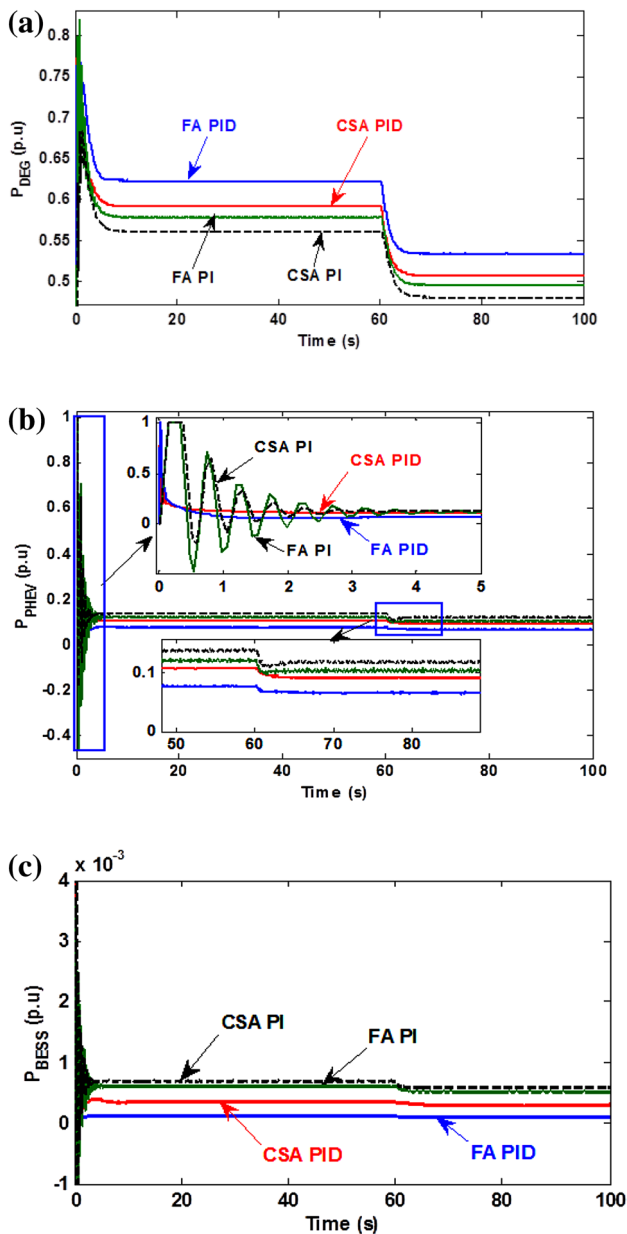 (a)
0.8
0.75
0.7
0.65
0.6
0.55
0.5
P_DEG (p.u)
FA PID
CSA PID
FA PI
CSA PI
0 20 40 60 80 100
Time (s)
(b)
1
0.8
0.6
0.4
0.2
0
-0.2
-0.4
P_PHEV (p.u)
1
0.5
0
CSA PI
CSA PID
FA PI
FA PID
0 1 2 3 4 5
0.1
0
50 60 70 80
0 20 40 60 80 100
Time (s)
(c)
x 10^-3
4
3
2
1
0
-1
P_BESS (p.u)
CSA PI
FA PI
CSA PID
FA PID
0 20 40 60 80 100
Time (s)